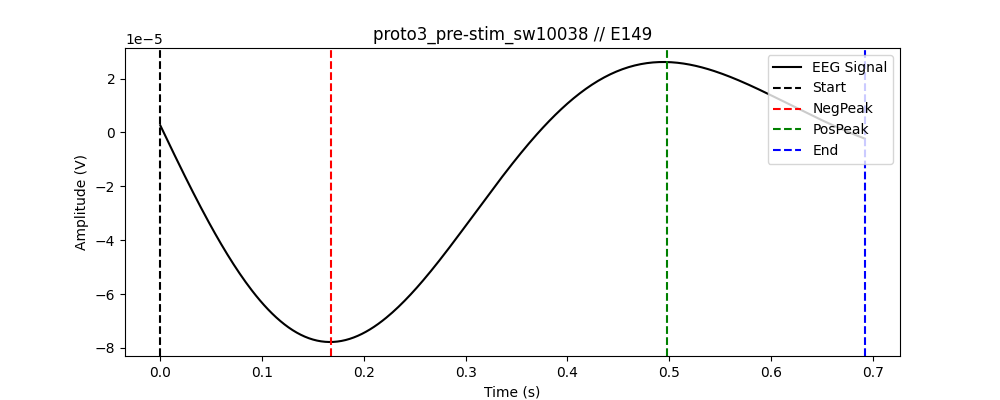 proto3_pre-stim_sw10038 // E149
1e−5
Amplitude (V)
2
0
−2
−4
−6
−8
EEG Signal
Start
NegPeak
PosPeak
End
0.0 0.1 0.2 0.3 0.4 0.5 0.6 0.7
Time (s)